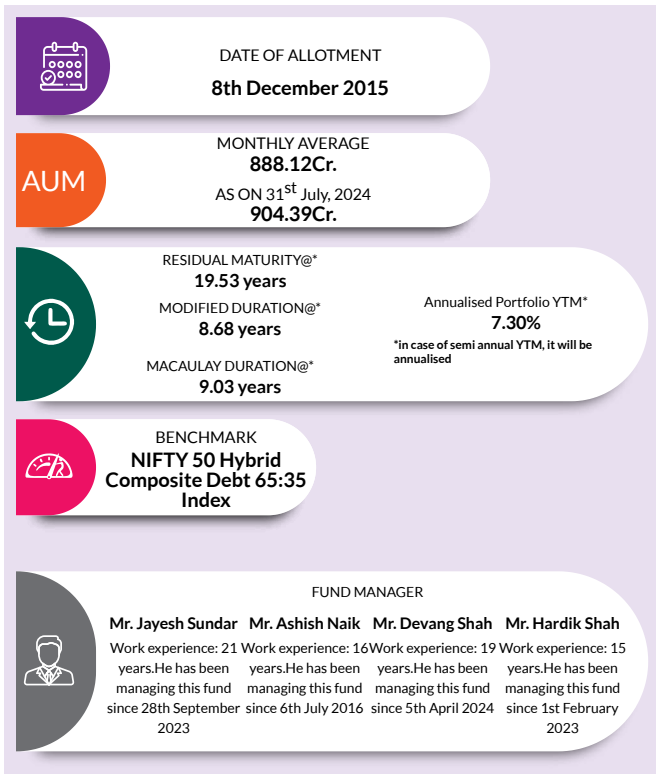 DATE OF ALLOTMENT
8th December 2015
AUM
MONTHLY AVERAGE
888.12Cr.
AS ON 31st July, 2024
904.39Cr.
RESIDUAL MATURITY@*
19.53 years
MODIFIED DURATION@*
8.68 years
MACAULAY DURATION@*
9.03 years
Annualised Portfolio YTM*
7.30%
*in case of semi annual YTM, it will be
annualised
BENCHMARK
NIFTY 50 Hybrid
Composite Debt 65:35
Index
FUND MANAGER
Mr. Jayesh Sundar
Work experience: 21
years.He has been
managing this fund
since 28th September
2023
Mr. Ashish Naik
Work experience: 16
years.He has been
managing this fund
since 6th July 2016
Mr. Devang Shah
Work experience: 19
years.He has been
managing this fund
since 5th April 2024
Mr. Hardik Shah
Work experience: 15
years.He has been
managing this fund
since 1st February
2023